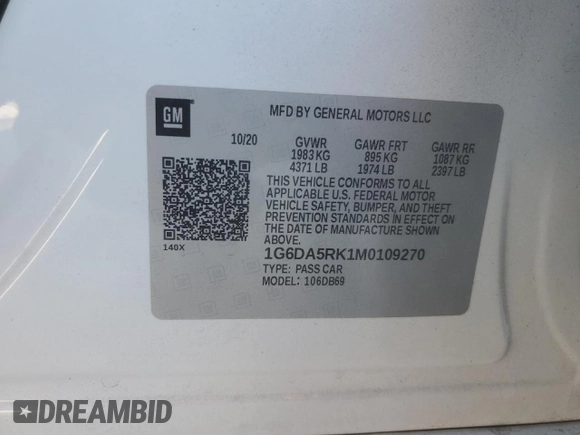 GM
MFD BY GENERAL MOTORS LLC
10/20 GVWR GAWR FRT GAWR RR
1983 KG 895 KG 1087 KG
4371 LB 1974 LB 2397 LB
THIS VEHICLE CONFORMS TO ALL
APPLICABLE U.S. FEDERAL MOTOR
VEHICLE SAFETY, BUMPER, AND THEFT
PREVENTION STANDARDS IN EFFECT ON
THE DATE OF MANUFACTURE SHOWN
ABOVE.
140X
1G6DA5RK1M0109270
TYPE: PASS CAR
MODEL: 106DB69
DREAMBID